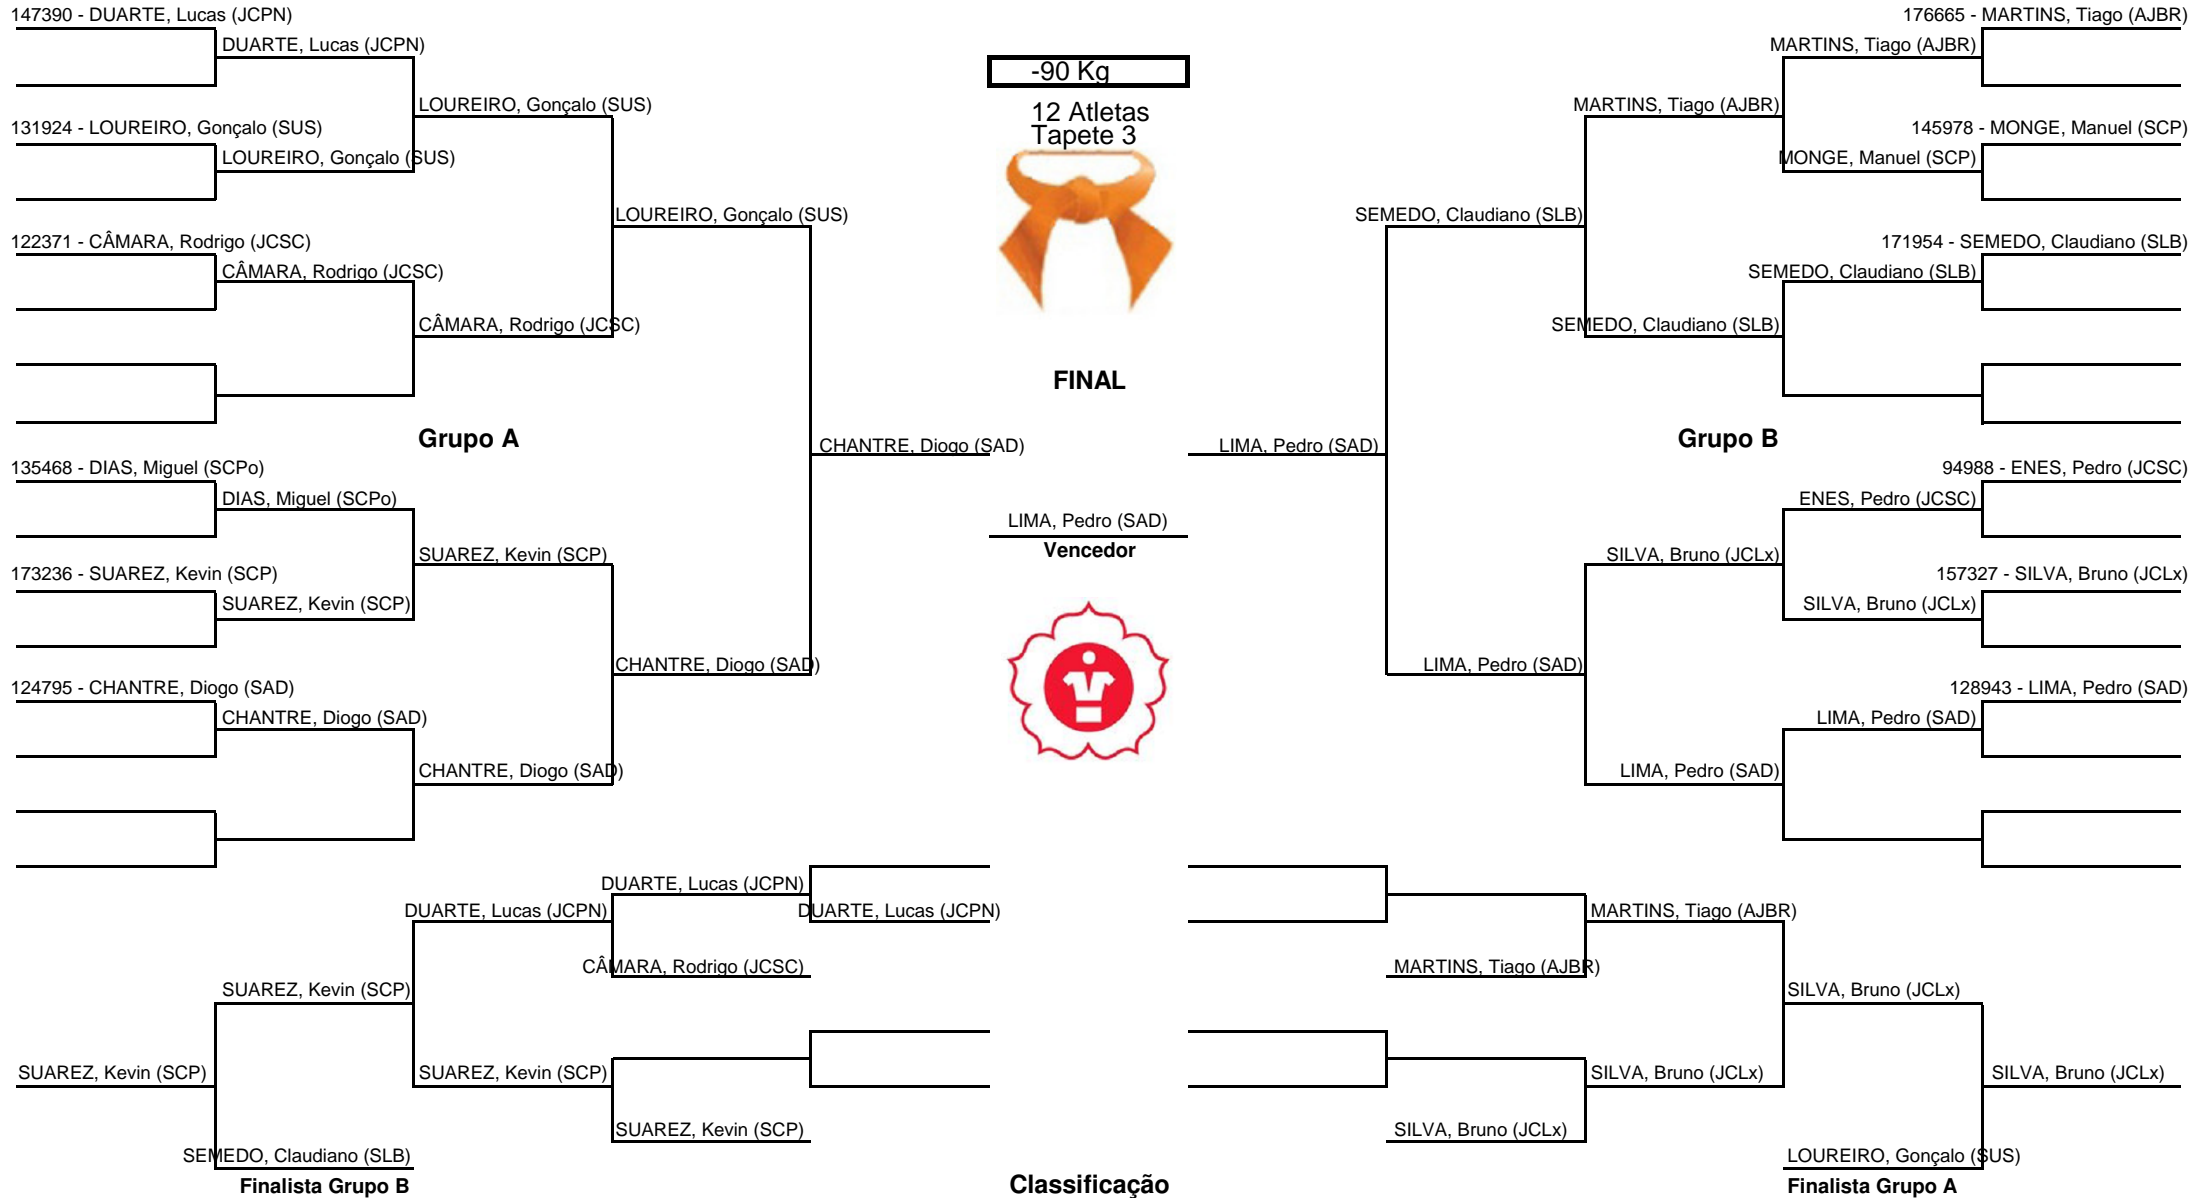 147390 - DUARTE, Lucas (JCPN)
DUARTE, Lucas (JCPN)
LOUREIRO, Gonçalo (SUS)
131924 - LOUREIRO, Gonçalo (SUS)
LOUREIRO, Gonçalo (SUS)
LOUREIRO, Gonçalo (SUS)
122371 - CÂMARA, Rodrigo (JCSC)
CÂMARA, Rodrigo (JCSC)
CÂMARA, Rodrigo (JCSC)
Grupo A
CHANTRE, Diogo (SAD)
135468 - DIAS, Miguel (SCPo)
DIAS, Miguel (SCPo)
SUAREZ, Kevin (SCP)
173236 - SUAREZ, Kevin (SCP)
SUAREZ, Kevin (SCP)
CHANTRE, Diogo (SAD)
124795 - CHANTRE, Diogo (SAD)
CHANTRE, Diogo (SAD)
CHANTRE, Diogo (SAD)
-90 Kg
12 Atletas
Tapete 3
FINAL
LIMA, Pedro (SAD)
Vencedor
176665 - MARTINS, Tiago (AJBR)
MARTINS, Tiago (AJBR)
MARTINS, Tiago (AJBR)
145978 - MONGE, Manuel (SCP)
MONGE, Manuel (SCP)
SEMEDO, Claudiano (SLB)
171954 - SEMEDO, Claudiano (SLB)
SEMEDO, Claudiano (SLB)
SEMEDO, Claudiano (SLB)
Grupo B
LIMA, Pedro (SAD)
94988 - ENES, Pedro (JCSC)
ENES, Pedro (JCSC)
SILVA, Bruno (JCLx)
157327 - SILVA, Bruno (JCLx)
SILVA, Bruno (JCLx)
LIMA, Pedro (SAD)
128943 - LIMA, Pedro (SAD)
LIMA, Pedro (SAD)
LIMA, Pedro (SAD)
DUARTE, Lucas (JCPN)
DUARTE, Lucas (JCPN)
DUARTE, Lucas (JCPN)
CÂMARA, Rodrigo (JCSC)
SUAREZ, Kevin (SCP)
SUAREZ, Kevin (SCP)
SUAREZ, Kevin (SCP)
SUAREZ, Kevin (SCP)
SEMEDO, Claudiano (SLB)
Finalista Grupo B
Classificação
MARTINS, Tiago (AJBR)
MARTINS, Tiago (AJBR)
SILVA, Bruno (JCLx)
SILVA, Bruno (JCLx)
SILVA, Bruno (JCLx)
SILVA, Bruno (JCLx)
LOUREIRO, Gonçalo (SUS)
Finalista Grupo A